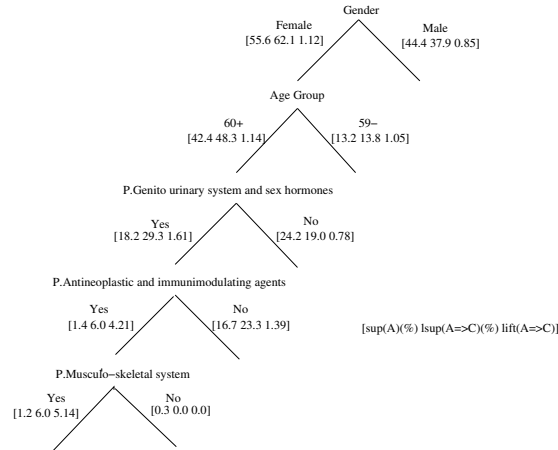 Gender
Female
[55.6 62.1 1.12]
Male
[44.4 37.9 0.85]
Age Group
60+
[42.4 48.3 1.14]
59−
[13.2 13.8 1.05]
P.Genito urinary system and sex hormones
Yes
[18.2 29.3 1.61]
No
[24.2 19.0 0.78]
P.Antineoplastic and immunimodulating agents
Yes
[1.4 6.0 4.21]
No
[16.7 23.3 1.39]
[sup(A)(%) lsup(A=>C)(%) lift(A=>C)]
P.Musculo−skeletal system
Yes
[1.2 6.0 5.14]
No
[0.3 0.0 0.0]